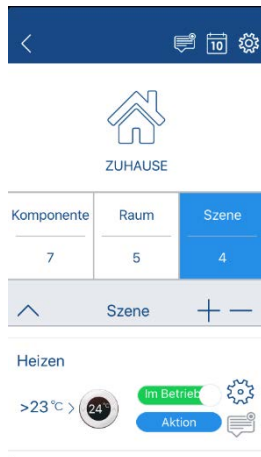 10
ZUHAUSE
Komponente Raum Szene
7 5 4
Szene
Heizen
Im Betrieb
>23°C > 24°
Aktion